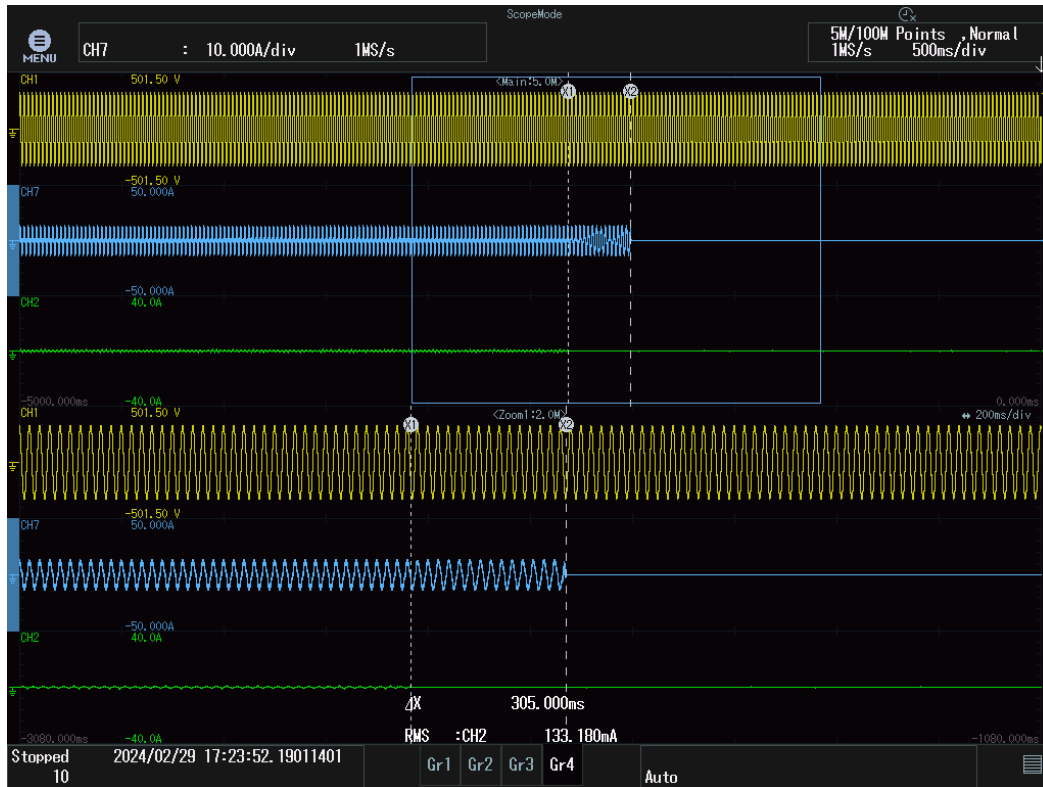 ScopeMode
MENU
CH7 : 10.000A/div 1MS/s
5M/100M Points , Normal
1MS/s 500ms/div
CH1 501.50 V
<Main:5.0M>
X1 X2
-501.50 V
CH7 50.000A
-50.000A
CH2 40.0A
-5000.000ms -40.0A 0.000ms
CH1 501.50 V
<Zoom1:2.0M>
200ms/div
X1 X2
-501.50 V
CH7 50.000A
-50.000A
CH2 40.0A
ΔX 305.000ms
RMS :CH2 133.180mA
-3080.000ms -40.0A -1080.000ms
Stopped 2024/02/29 17:23:52.19011401
10
Gr1 Gr2 Gr3 Gr4
Auto